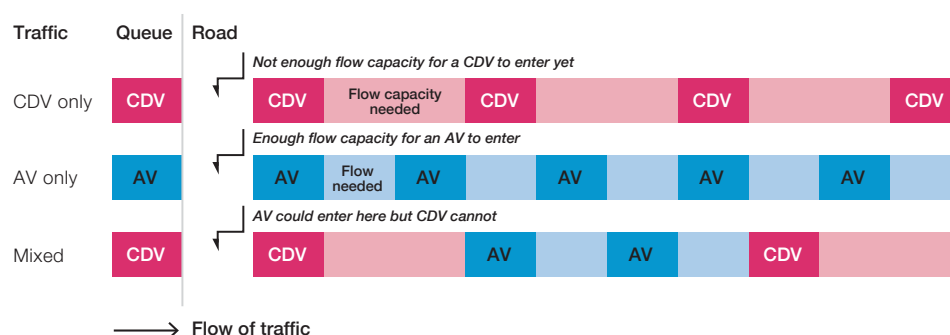 Traffic Queue Road
Not enough flow capacity for a CDV to enter yet
CDV only CDV CDV Flow capacity needed CDV CDV CDV
Enough flow capacity for an AV to enter
AV only AV AV Flow needed AV AV AV AV
AV could enter here but CDV cannot
Mixed CDV CDV AV AV CDV
Flow of traffic